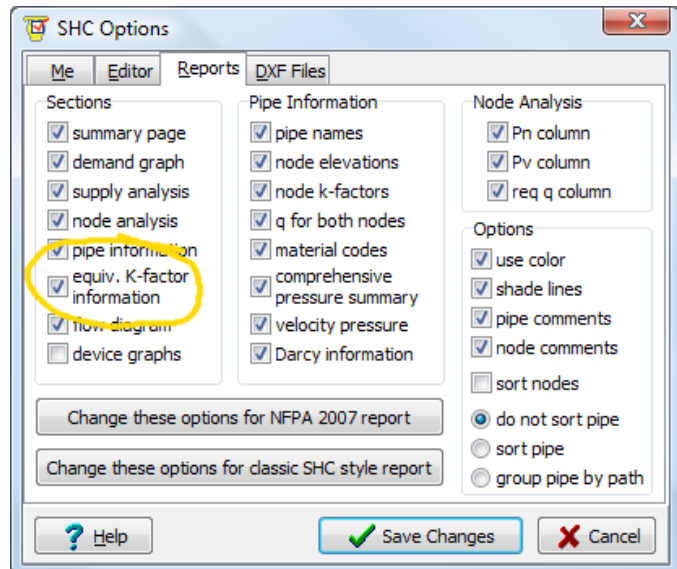 SHC Options
Me Editor Reports DXF Files
Sections
summary page
demand graph
supply analysis
node analysis
pipe information
equiv. K-factor
information
flow diagram
device graphs
Pipe Information
pipe names
node elevations
node k-factors
q for both nodes
material codes
comprehensive
pressure summary
velocity pressure
Darcy information
Node Analysis
Pn column
Pv column
req q column
Options
use color
shade lines
pipe comments
node comments
sort nodes
do not sort pipe
sort pipe
group pipe by path
Change these options for NFPA 2007 report
Change these options for classic SHC style report
? Help
Save Changes
Cancel